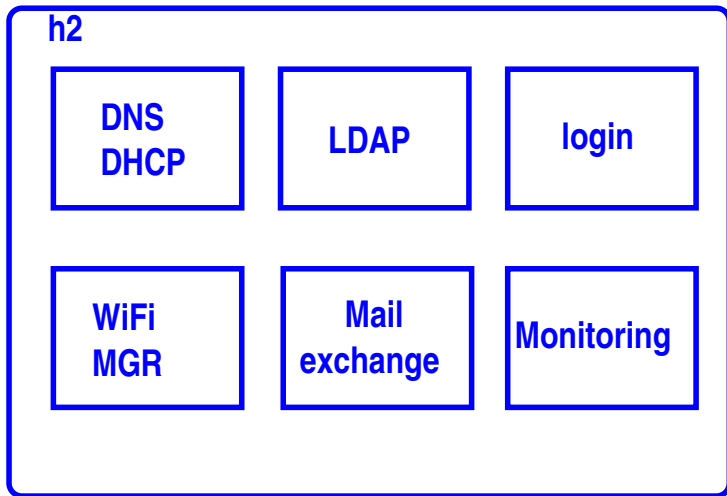 h2
DNS
DHCP
LDAP
login
WiFi
MGR
Mail
exchange
Monitoring